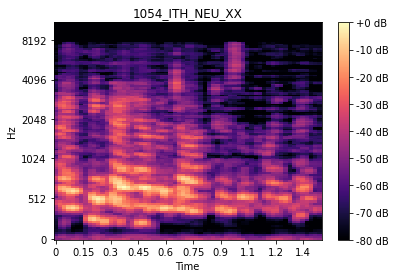 1054_ITH_NEU_XX
+0 dB
8192
-10 dB
4096
-20 dB
-30 dB
2048
Hz
-40 dB
1024
-50 dB
512
-60 dB
-70 dB
0
-80 dB
0 0.15 0.3 0.45 0.6 0.75 0.9 1.1 1.2 1.4
Time